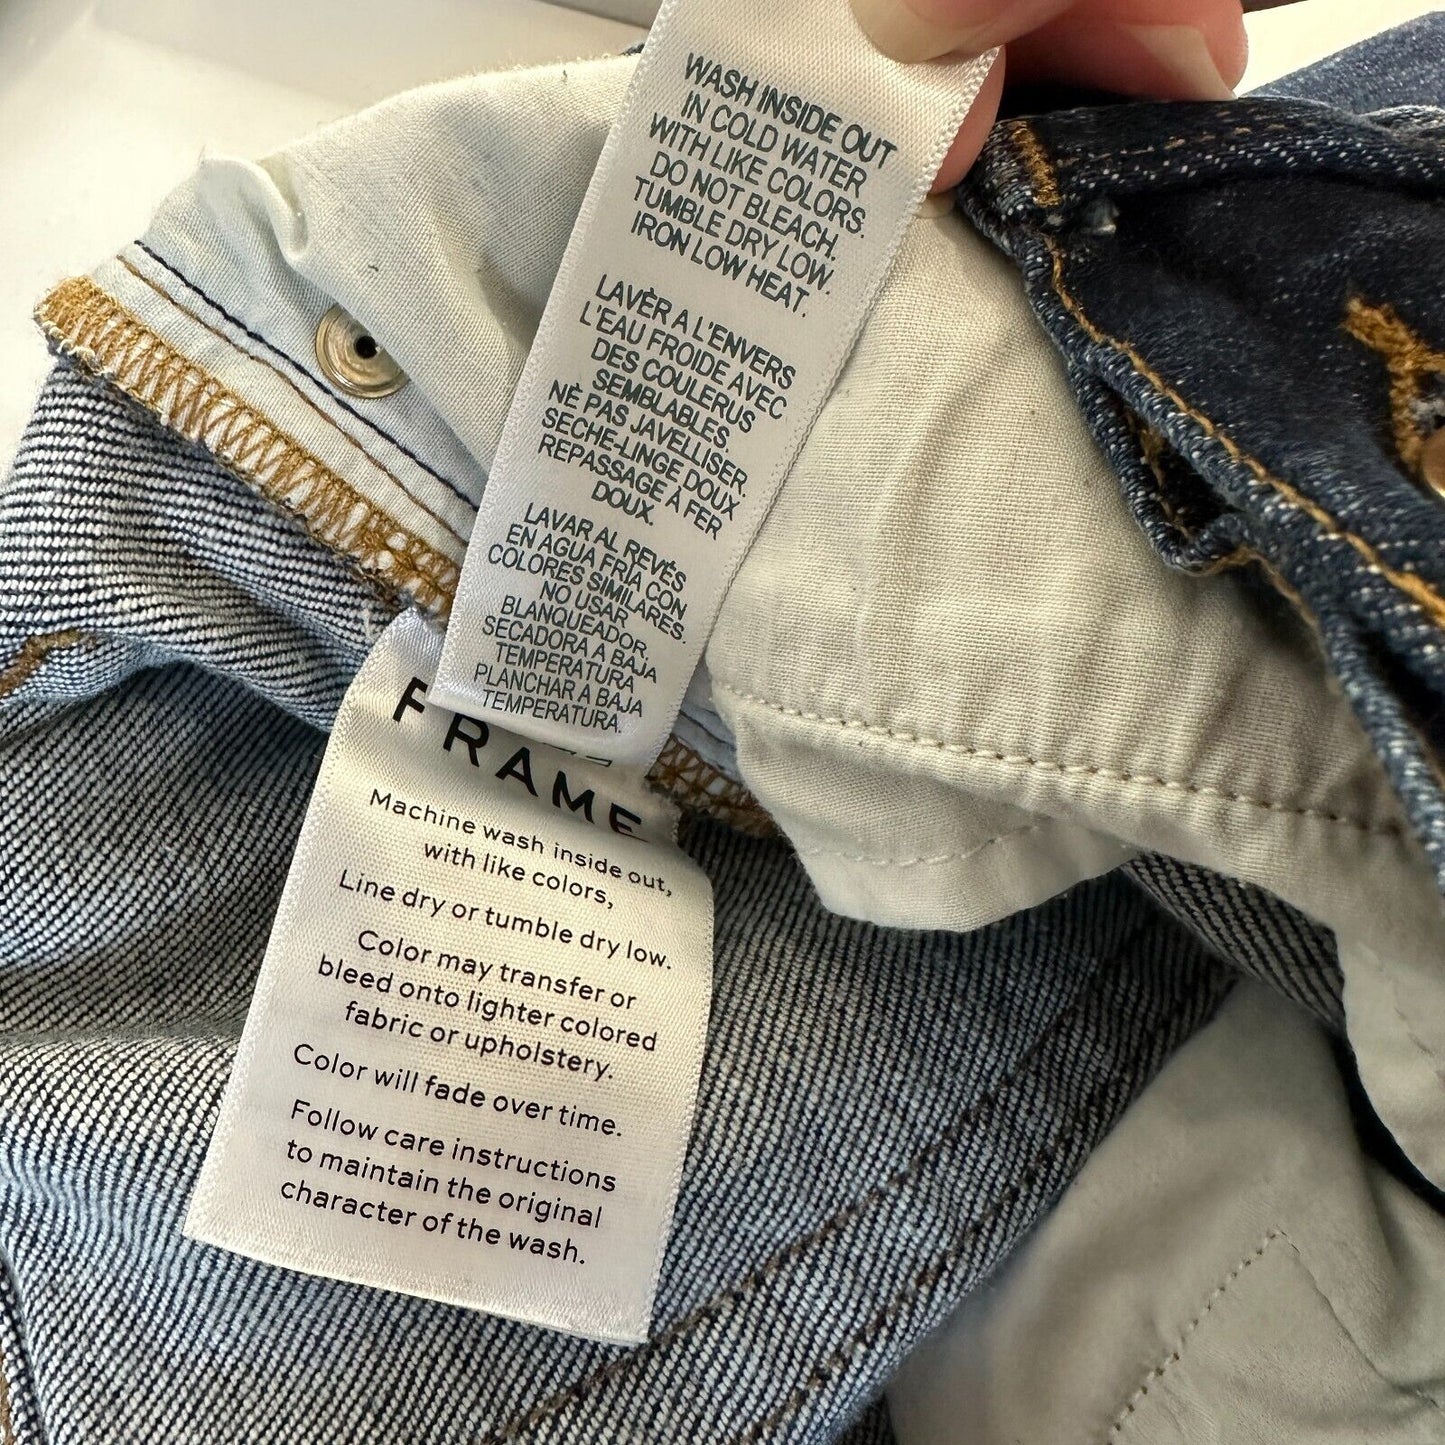 WASH INSIDE OUT
IN COLD WATER
WITH LIKE COLORS.
DO NOT BLEACH.
TUMBLE DRY LOW.
IRON LOW HEAT.
LAVÈR A L'ENVERS
L'EAU FROIDE AVEC
DES COULERUS
SEMBLABLES
NÈ PAS JAVELLISER.
SECHE-LINGE DOUX
REPASSAGE À FER
DOUX.
LAVAR AL REVÉS
EN AGUA FRIA CON
COLORES SIMILARES.
NO USAR
BLANQUEADOR
SECADORA A BAJA
TEMPERATURA
PLANCHAR A BAJA
TEMPERATURA.
FRAME
Machine wash inside out,
with like colors,
Line dry or tumble dry low.
Color may transfer or
bleed onto lighter colored
fabric or upholstery.
Color will fade over time.
Follow care instructions
to maintain the original
character of the wash.